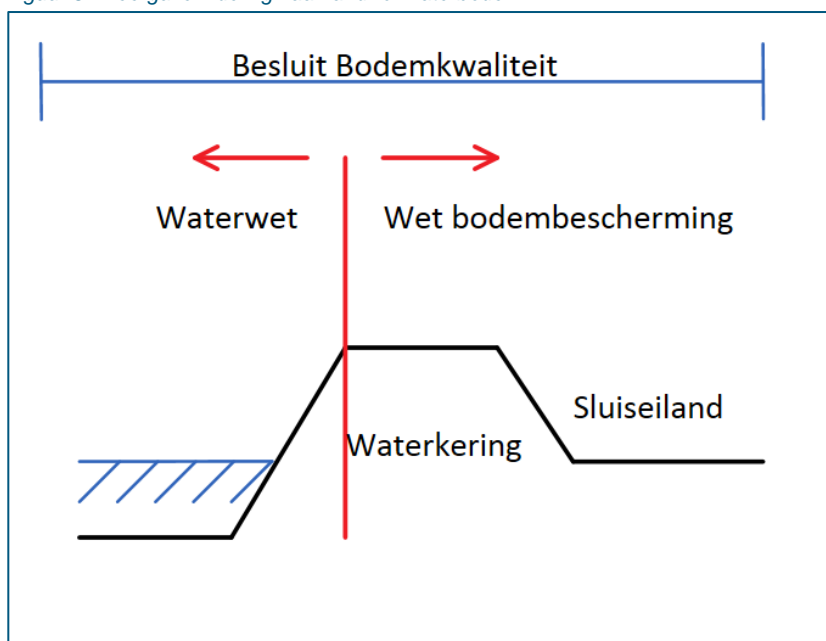 Besluit Bodemkwaliteit
Waterwet
Wet bodembescherming
Sluiseiland
Waterkering